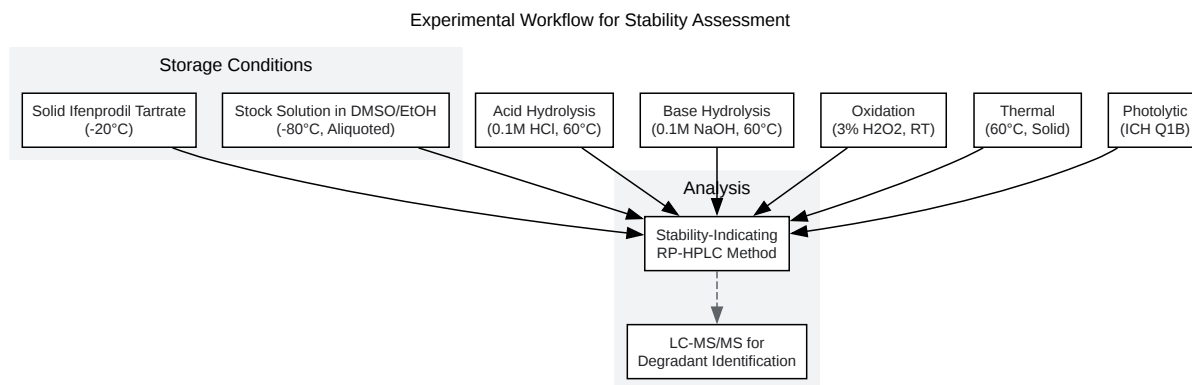 Experimental Workflow for Stability Assessment
Storage Conditions
Solid Ifenprodil Tartrate
(-20°C)
Stock Solution in DMSO/EtOH
(-80°C, Aliquoted)
Acid Hydrolysis
(0.1M HCl, 60°C)
Base Hydrolysis
(0.1M NaOH, 60°C)
Oxidation
(3% H2O2, RT)
Thermal
(60°C, Solid)
Photolytic
(ICH Q1B)
Analysis
Stability-Indicating
RP-HPLC Method
LC-MS/MS for
Degradant Identification